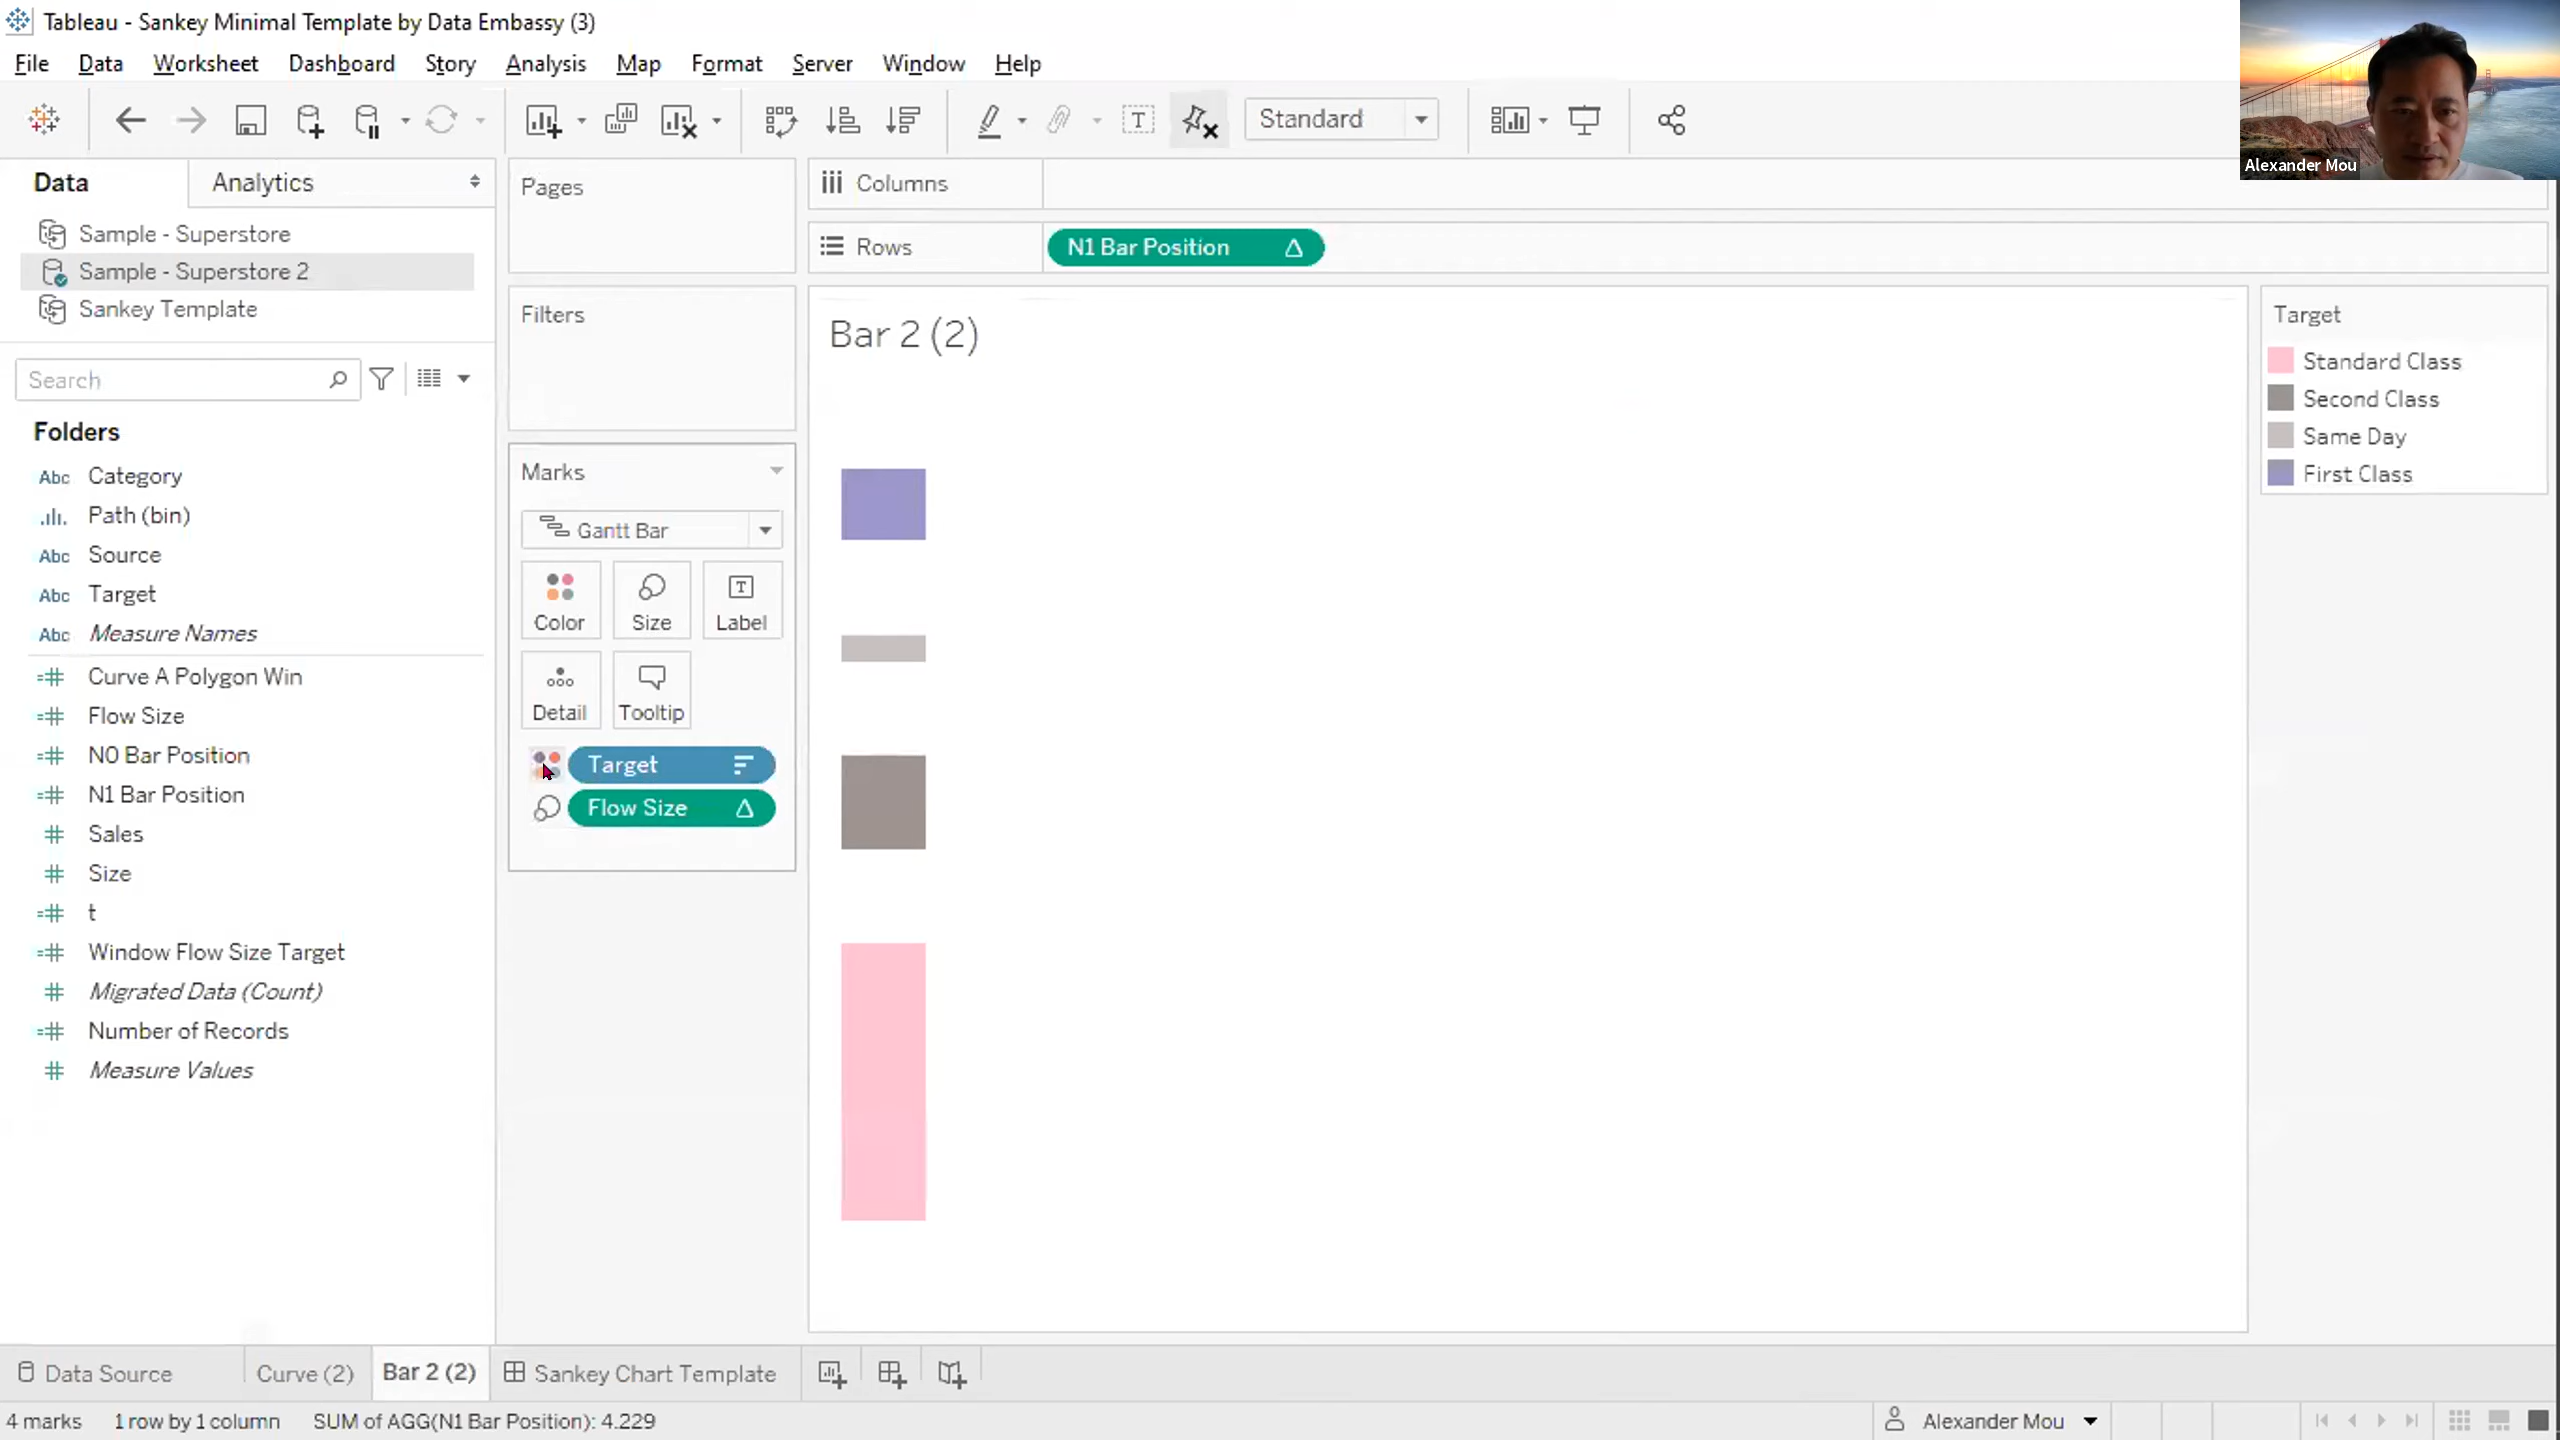 Tableau - Sankey Minimal Template by Data Embassy (3)
File Data Worksheet Dashboard Story Analysis Map Format Server Window Help
Standard
Alexander Mou
Data Analytics
Sample - Superstore
Sample - Superstore 2
Sankey Template
Search
Folders
Abc Category
Path (bin)
Abc Source
Abc Target
Abc Measure Names
Curve A Polygon Win
Flow Size
N0 Bar Position
N1 Bar Position
Sales
Size
t
Window Flow Size Target
Migrated Data (Count)
Number of Records
Measure Values
Pages
Filters
Marks
Gantt Bar
Color Size Label
Detail Tooltip
Target
Flow Size
Columns
Rows N1 Bar Position
Bar 2 (2)
Target
Standard Class
Second Class
Same Day
First Class
Data Source Curve (2) Bar 2 (2) Sankey Chart Template
4 marks 1 row by 1 column SUM of AGG(N1 Bar Position): 4.229 Alexander Mou